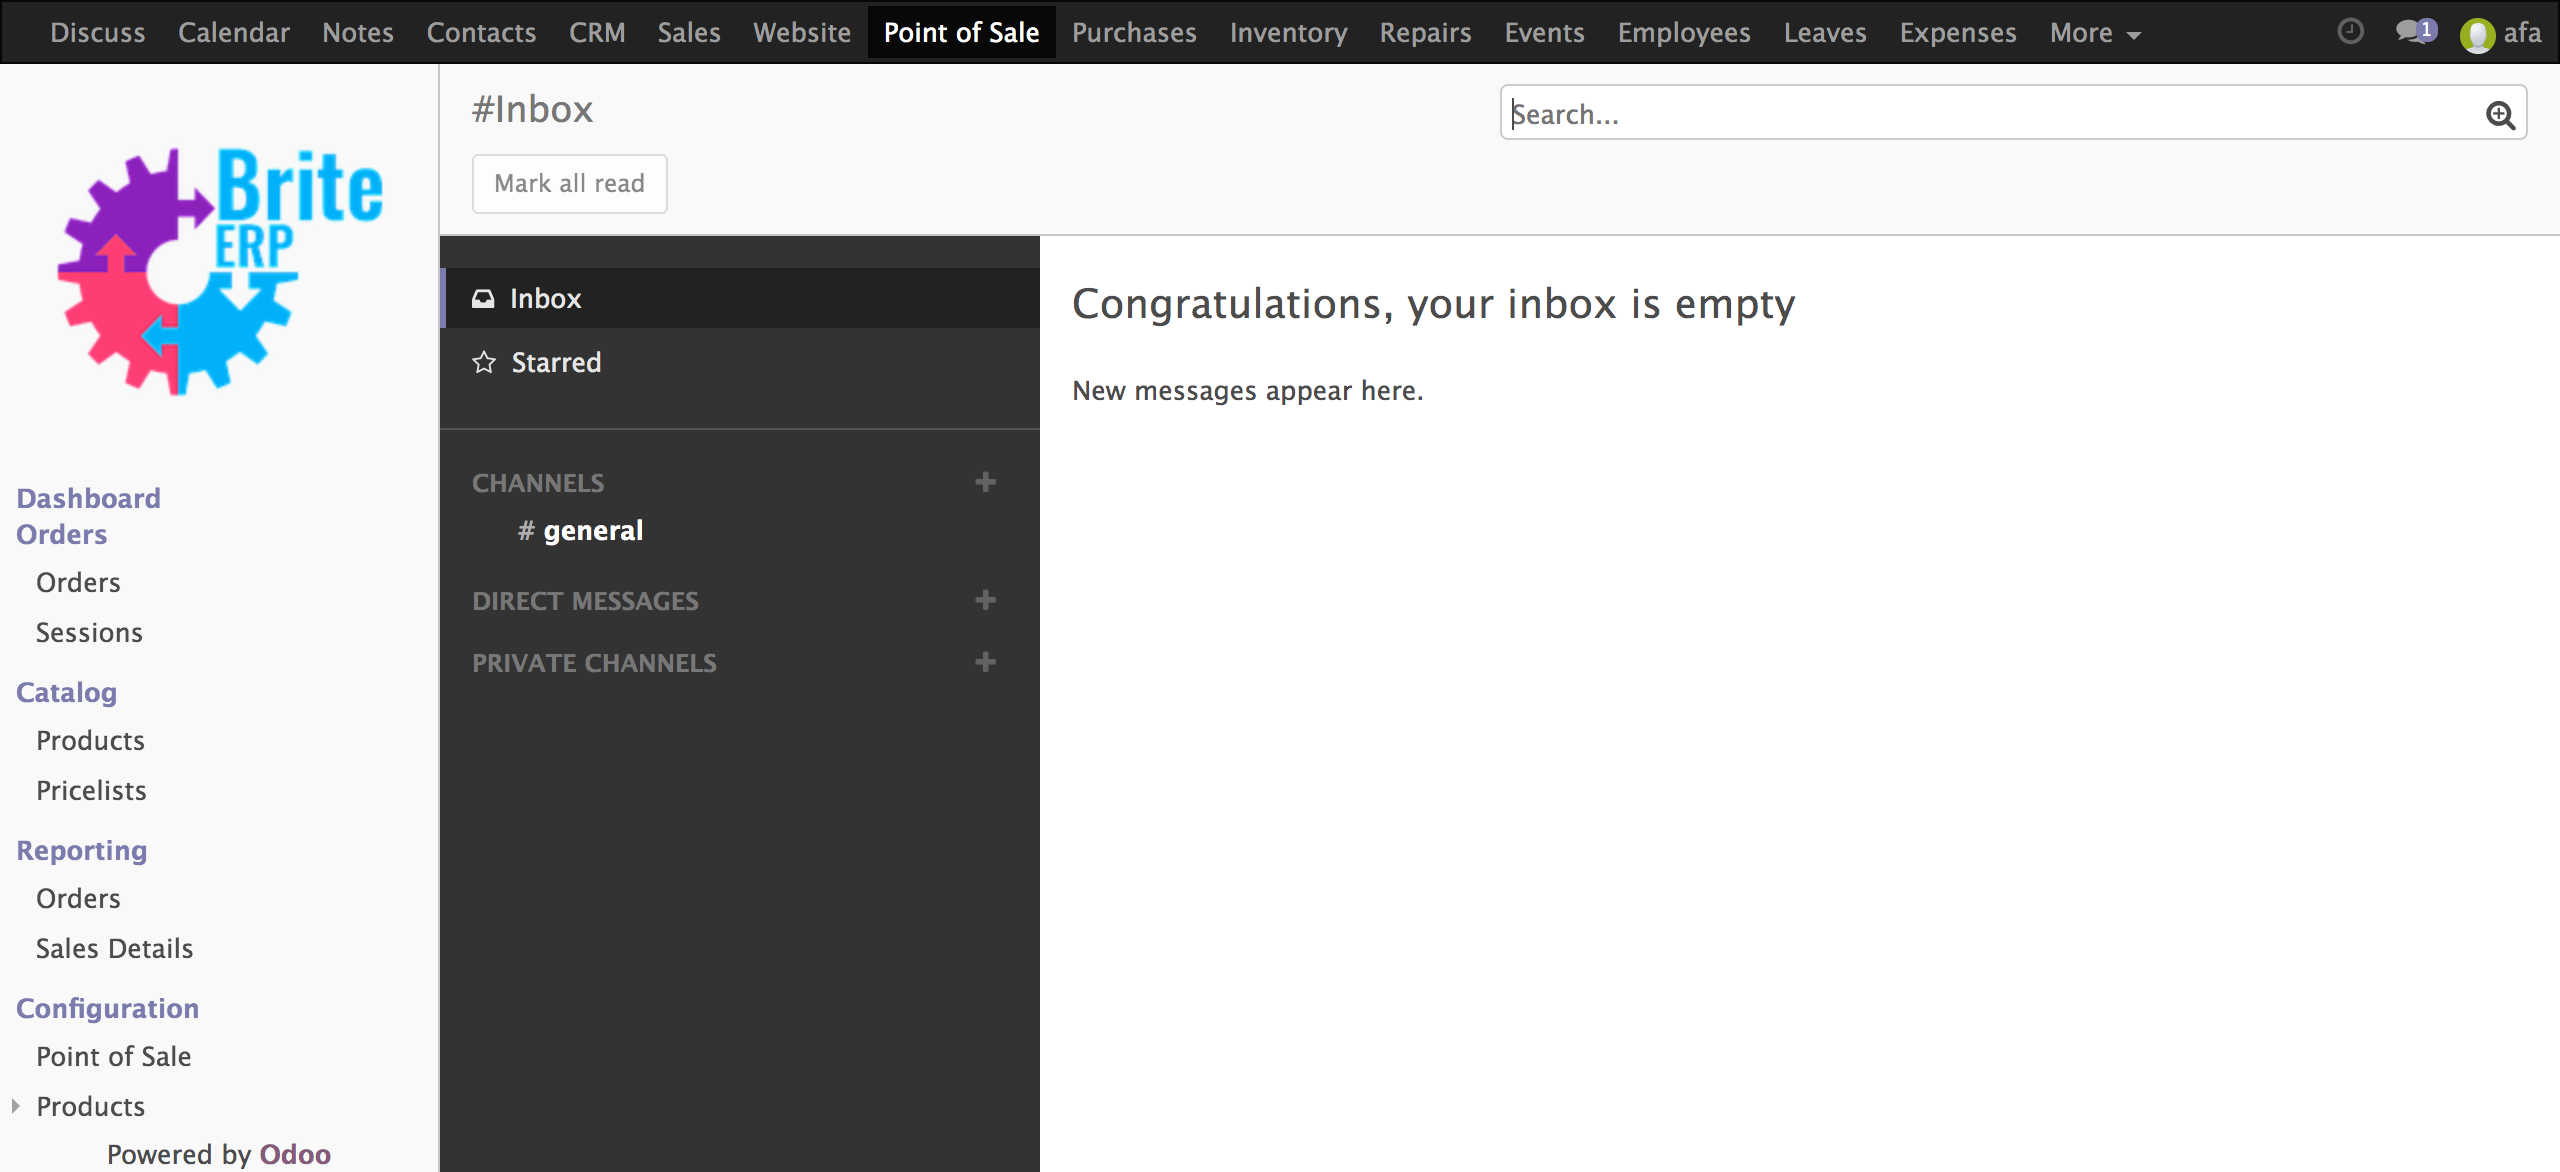 Discuss Calendar Notes Contacts CRM Sales Website Point of Sale Purchases Inventory Repairs Events Employees Leaves Expenses More 1 afa
Brite
ERP
Dashboard
Orders
Orders
Sessions
Catalog
Products
Pricelists
Reporting
Orders
Sales Details
Configuration
Point of Sale
Products
Powered by Odoo
#Inbox
Search...
Mark all read
Inbox
Starred
CHANNELS
# general
DIRECT MESSAGES
PRIVATE CHANNELS
Congratulations, your inbox is empty
New messages appear here.